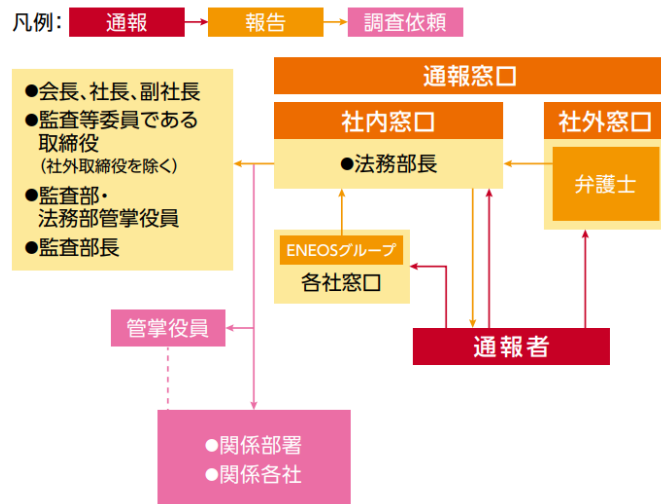 凡例： 通報 報告 調査依頼
通報窓口
社内窓口
●法務部長
社外窓口
弁護士
ENEOSグループ
各社窓口
通報者
●会長、社長、副社長
●監査等委員である
取締役
（社外取締役を除く）
●監査部・
法務部管掌役員
●監査部長
管掌役員
●関係部署
●関係各社